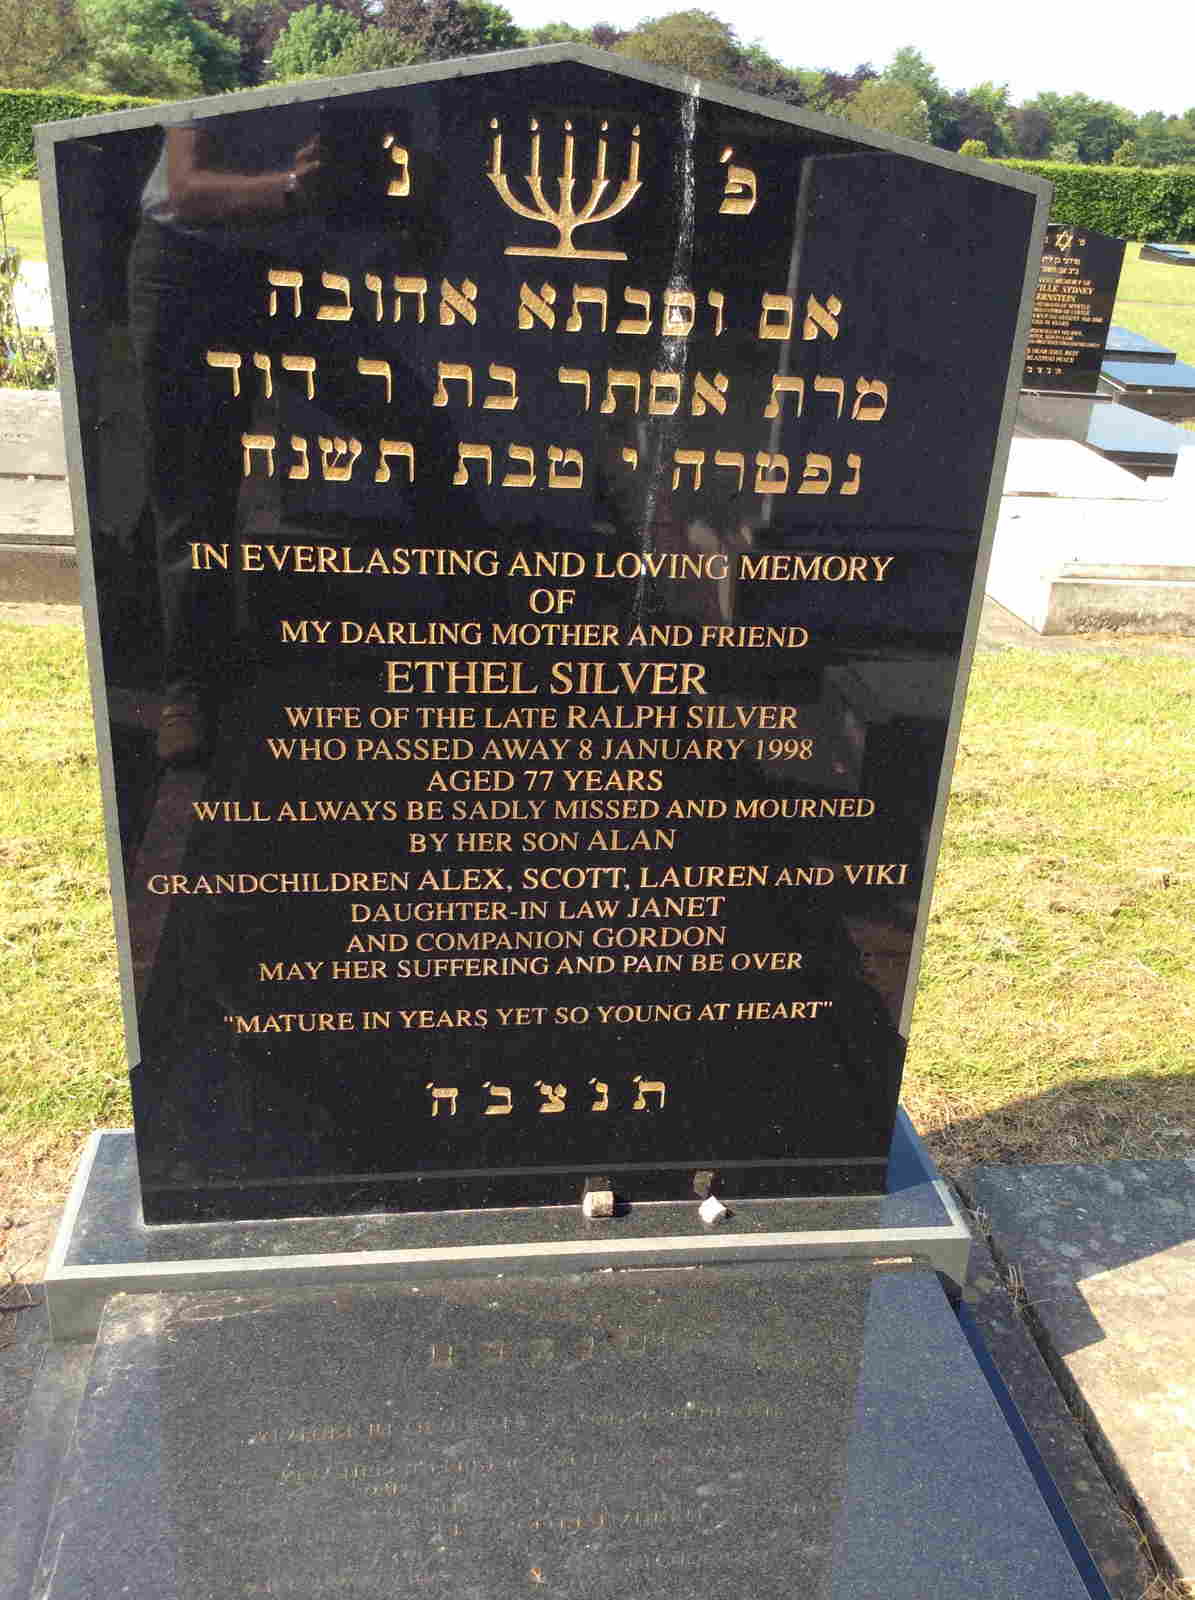 פ׳ נ׳
אם וסבתא אהובה
מרת אסתר בת ר דוד
נפטרה י טבת תשנח
IN EVERLASTING AND LOVING MEMORY
OF
MY DARLING MOTHER AND FRIEND
ETHEL SILVER
WIFE OF THE LATE RALPH SILVER
WHO PASSED AWAY 8 JANUARY 1998
AGED 77 YEARS
WILL ALWAYS BE SADLY MISSED AND MOURNED
BY HER SON ALAN
GRANDCHILDREN ALEX, SCOTT, LAUREN AND VIKI
DAUGHTER-IN LAW JANET
AND COMPANION GORDON
MAY HER SUFFERING AND PAIN BE OVER
"MATURE IN YEARS YET SO YOUNG AT HEART"
ת׳ נ׳ צ׳ ב׳ ה׳
SYDNEY